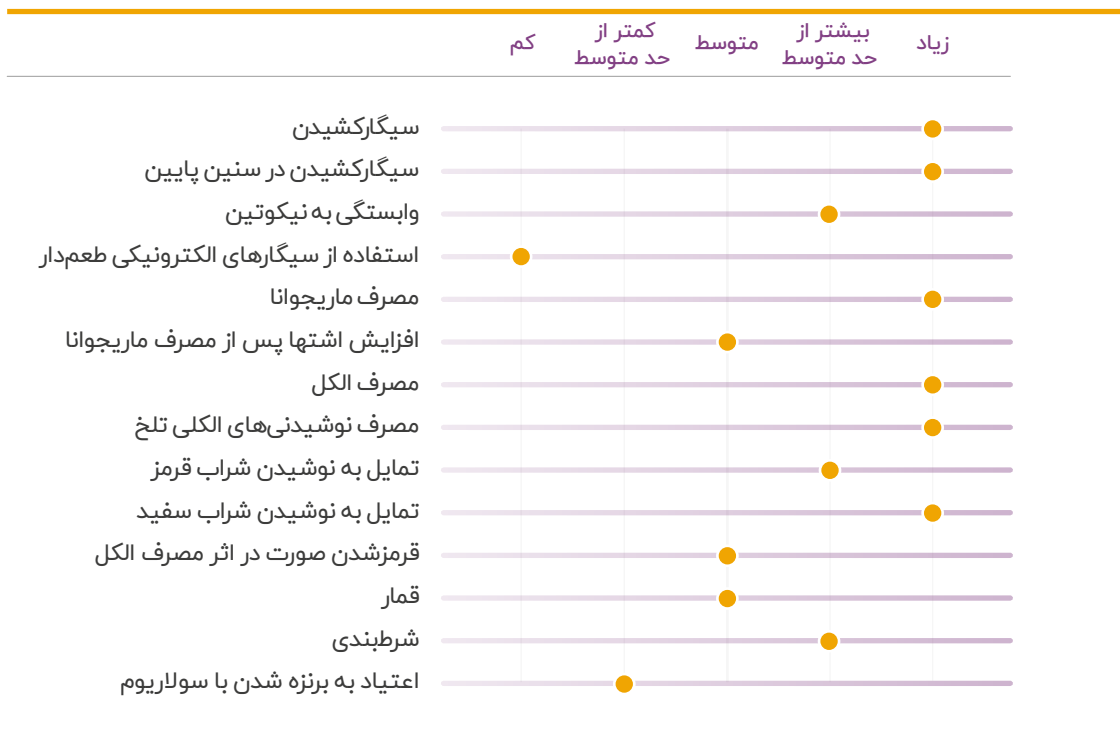 زیاد
بیشتر از
حد متوسط
متوسط
کمتر از
حد متوسط
کم
سیگارکشیدن
سیگارکشیدن در سنین پایین
وابستگی به نیکوتین
استفاده از سیگارهای الکترونیکی طعم‌دار
مصرف ماریجوانا
افزایش اشتها پس از مصرف ماریجوانا
مصرف الکل
مصرف نوشیدنی‌های الکلی تلخ
تمایل به نوشیدن شراب قرمز
تمایل به نوشیدن شراب سفید
قرمزشدن صورت در اثر مصرف الکل
قمار
شرطبندی
اعتیاد به برنزه شدن با سولاریوم